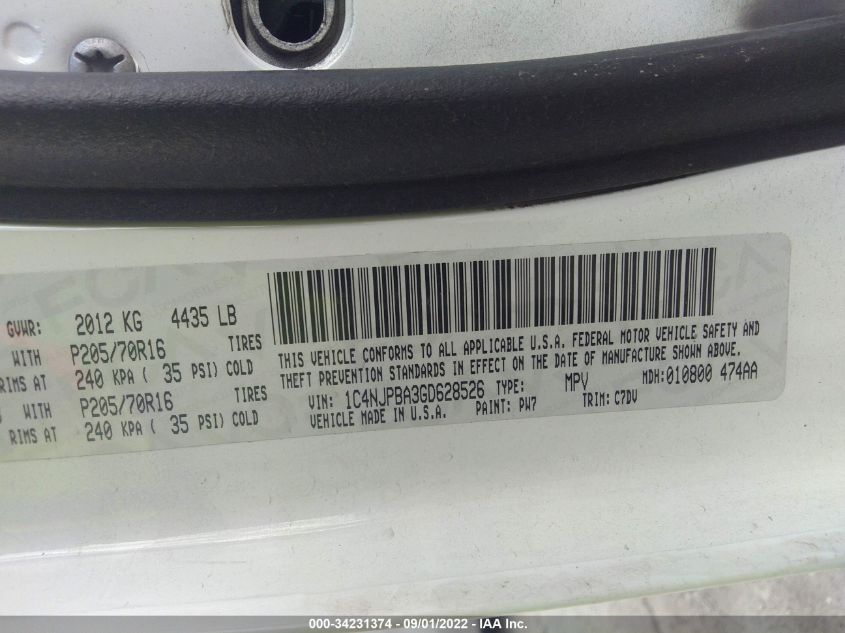 GVWR: 2012 KG 4435 LB
WITH P205/70R16 TIRES
RIMS AT 240 KPA ( 35 PSI) COLD
WITH P205/70R16 TIRES
RIMS AT 240 KPA ( 35 PSI) COLD
THIS VEHICLE CONFORMS TO ALL APPLICABLE U.S.A. FEDERAL MOTOR VEHICLE SAFETY AND
THEFT PREVENTION STANDARDS IN EFFECT ON THE DATE OF MANUFACTURE SHOWN ABOVE.
VIN: 1C4NJPBA3GD628526 TYPE: MPV MDH:010800 474AA
VEHICLE MADE IN U.S.A. PAINT: PW7 TRIM: C7DV
000-34231374 - 09/01/2022 - IAA Inc.